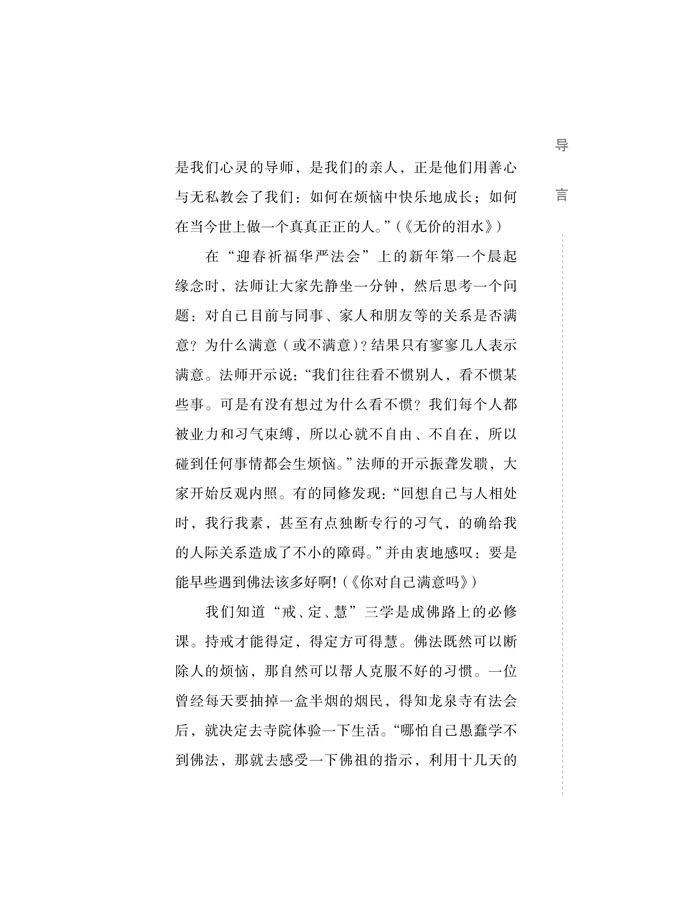 导
言
是我们心灵的导师，是我们的亲人，正是他们用善心
与无私教会了我们：如何在烦恼中快乐地成长；如何
在当今世上做一个真真正正的人。”（《无价的泪水》）
在“迎春祈福华严法会”上的新年第一个晨起
缘念时，法师让大家先静坐一分钟，然后思考一个问
题：对自己目前与同事、家人和朋友等的关系是否满
意？为什么满意（或不满意）？结果只有寥寥几人表示
满意。法师开示说：“我们往往看不惯别人，看不惯某
些事。可是有没有想过为什么看不惯？我们每个人都
被业力和习气束缚，所以心就不自由、不自在，所以
碰到任何事情都会生烦恼。”法师的开示振聋发聩，大
家开始反观内照。有的同修发现：“回想自己与人相处
时，我行我素，甚至有点独断专行的习气，的确给我
的人际关系造成了不小的障碍。”并由衷地感叹：要是
能早些遇到佛法该多好啊！（《你对自己满意吗》）
我们知道“戒、定、慧”三学是成佛路上的必修
课。持戒才能得定，得定方可得慧。佛法既然可以断
除人的烦恼，那自然可以帮人克服不好的习惯。一位
曾经每天要抽掉一盒半烟的烟民，得知龙泉寺有法会
后，就决定去寺院体验一下生活。“哪怕自己愚蠢学不
到佛法，那就去感受一下佛祖的指示，利用十几天的